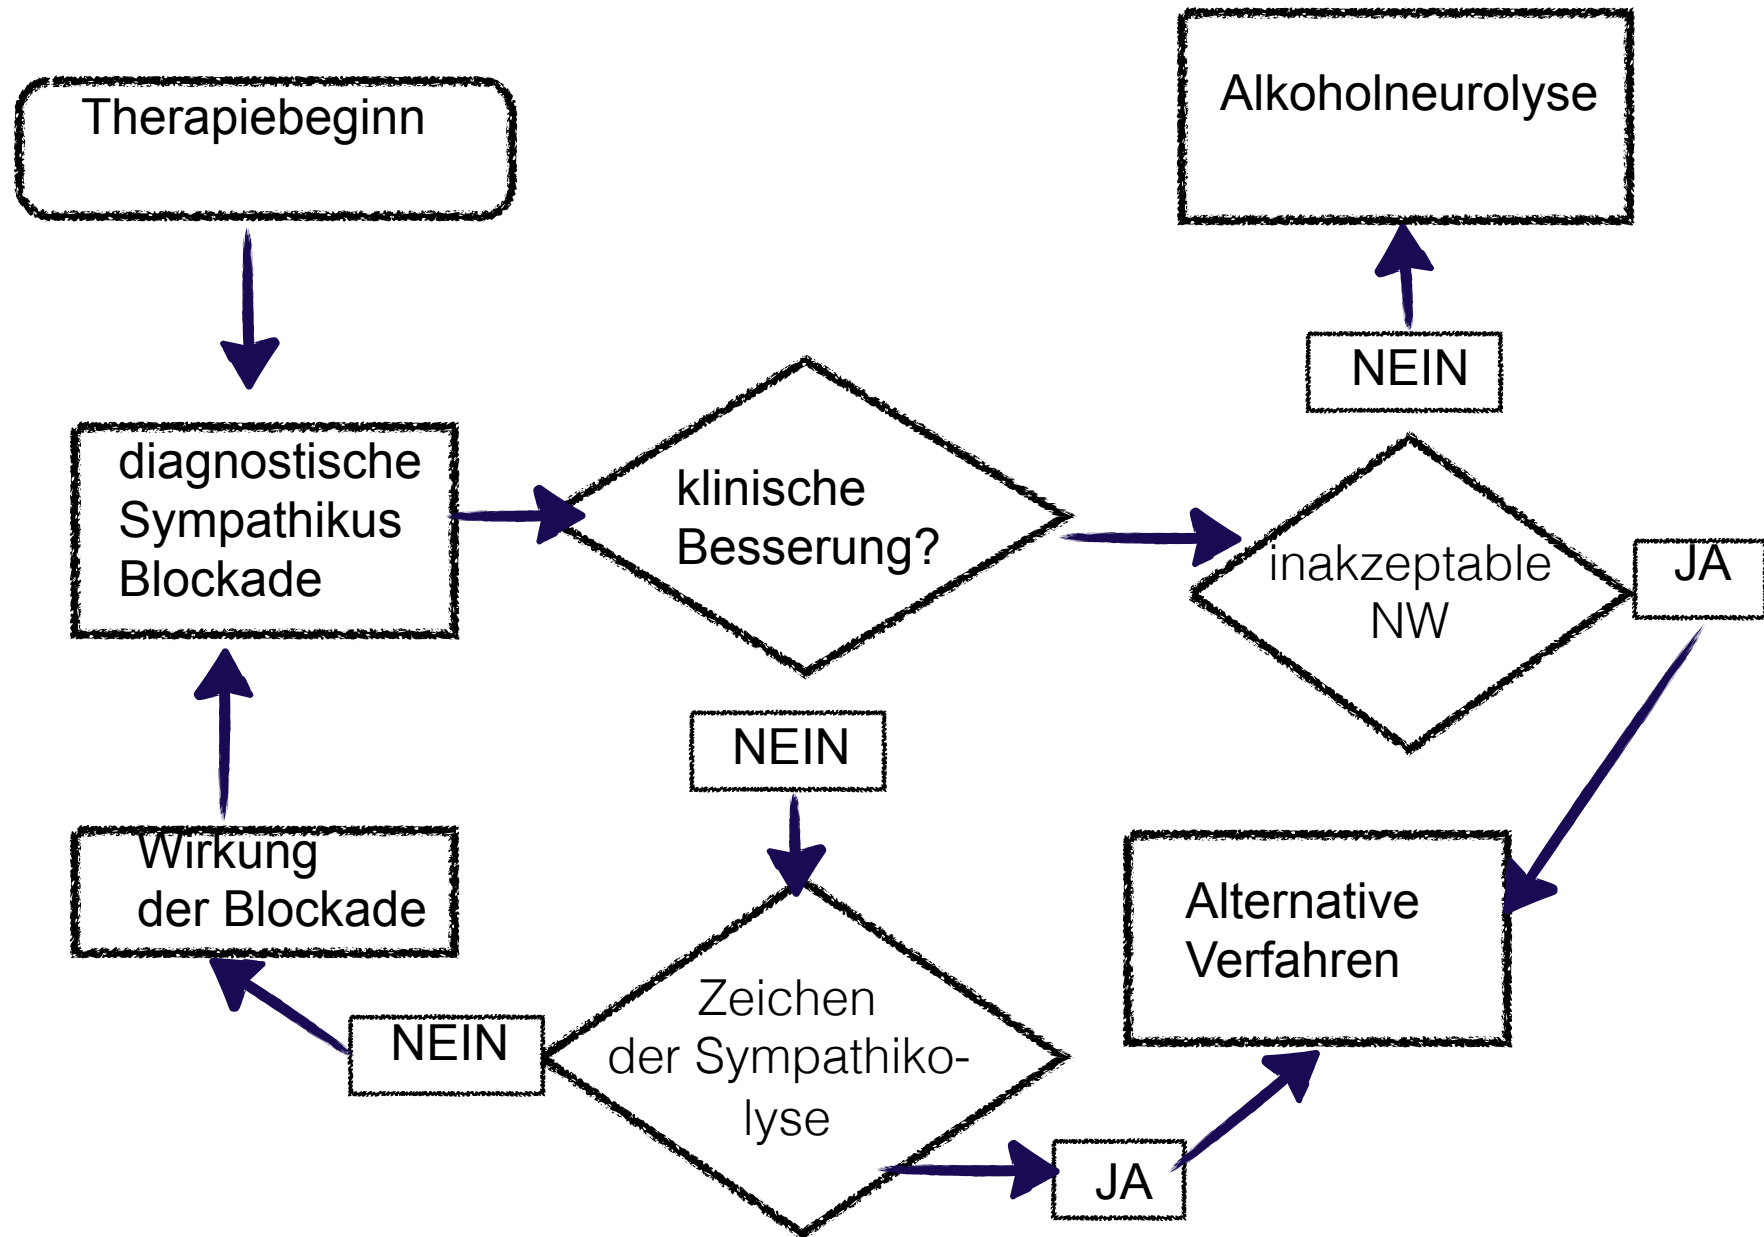 Therapiebeginn
Alkoholneurolyse
NEIN
diagnostische
Sympathikus
Blockade
klinische
Besserung?
inakzeptable
NW
JA
NEIN
Wirkung
der Blockade
Alternative
Verfahren
Zeichen
der Sympathiko-
lyse
NEIN
JA